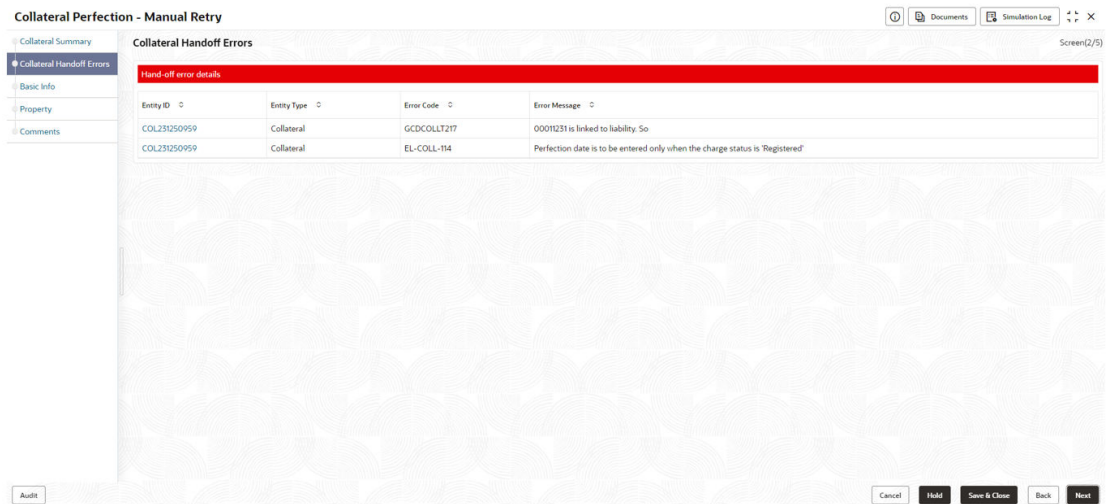 Collateral Perfection - Manual Retry
Documents
Simulation Log
Collateral Summary
Collateral Handoff Errors
Basic Info
Property
Comments
Collateral Handoff Errors
Screen(2/5)
Hand-off error details
Entity ID Entity Type Error Code Error Message
COL231250959 Collateral GCDCOLLT217 00011231 is linked to liability. So
COL231250959 Collateral EL-COLL-114 Perfection date is to be entered only when the charge status is 'Registered'
Audit
Cancel
Hold
Save & Close
Back
Next